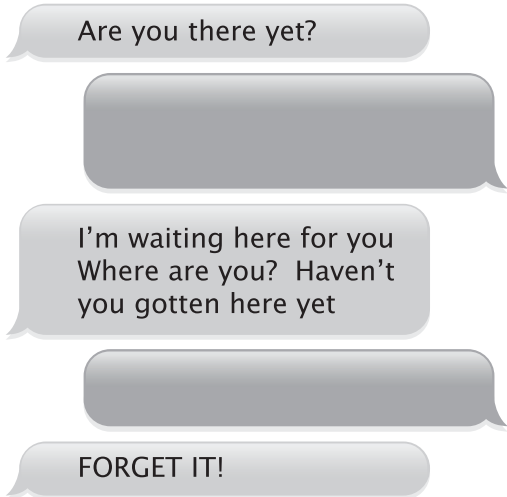 Are you there yet?
I’m waiting here for you
Where are you?  Haven’t
you gotten here yet
FORGET IT!